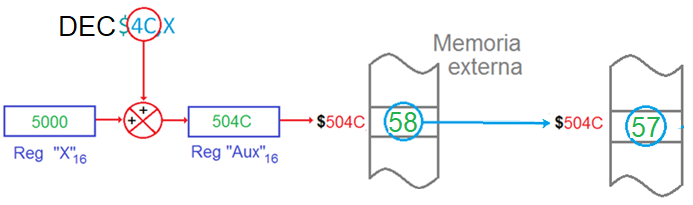 DEC $4C,X
Memoria
externa
+
+
5000
504C
$504C
58
$504C
57
Reg "X"16
Reg "Aux"16